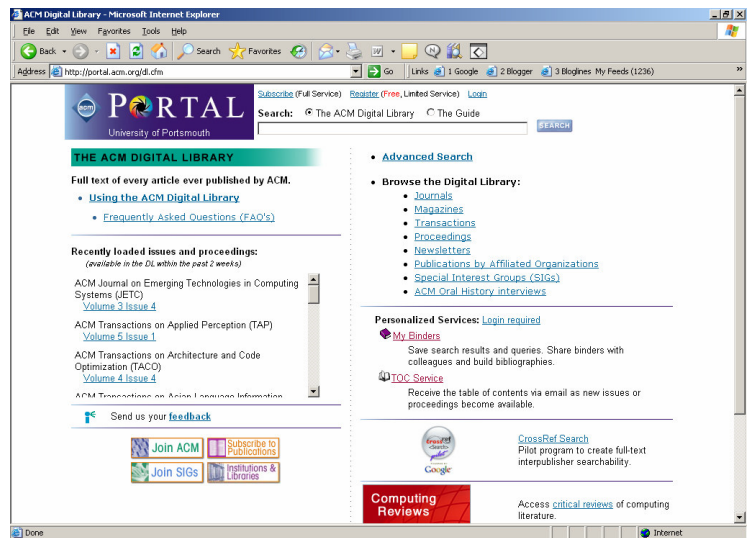 ACM Digital Library - Microsoft Internet Explorer
File Edit View Favorites Tools Help
Back Search Favorites
Address http://portal.acm.org/dl.cfm Go Links 1 Google 2 Blogger 3 Bloglines My Feeds (1236) »
Subscribe (Full Service) Register (Free, Limited Service) Login
acm PORTAL
University of Portsmouth
Search: The ACM Digital Library The Guide
SEARCH
THE ACM DIGITAL LIBRARY
Full text of every article ever published by ACM.
• Using the ACM Digital Library
• Frequently Asked Questions (FAQ's)
Recently loaded issues and proceedings:
(available in the DL within the past 2 weeks)
ACM Journal on Emerging Technologies in Computing
Systems (JETC)
Volume 3 Issue 4
ACM Transactions on Applied Perception (TAP)
Volume 5 Issue 1
ACM Transactions on Architecture and Code
Optimization (TACO)
Volume 4 Issue 4
ACM Transactions on Asian Language Information
Send us your feedback
Join ACM
Subscribe to
Publications
Join SIGs
Institutions &
Libraries
• Advanced Search
• Browse the Digital Library:
• Journals
• Magazines
• Transactions
• Proceedings
• Newsletters
• Publications by Affiliated Organizations
• Special Interest Groups (SIGs)
• ACM Oral History interviews
Personalized Services: Login required
My Binders
Save search results and queries. Share binders with
colleagues and build bibliographies.
TOC Service
Receive the table of contents via email as new issues or
proceedings become available.
crossref
Search
pilot
Google
CrossRef Search
Pilot program to create full-text
interpublisher searchability.
Computing
Reviews
Access critical reviews of computing
literature.
Done
Internet